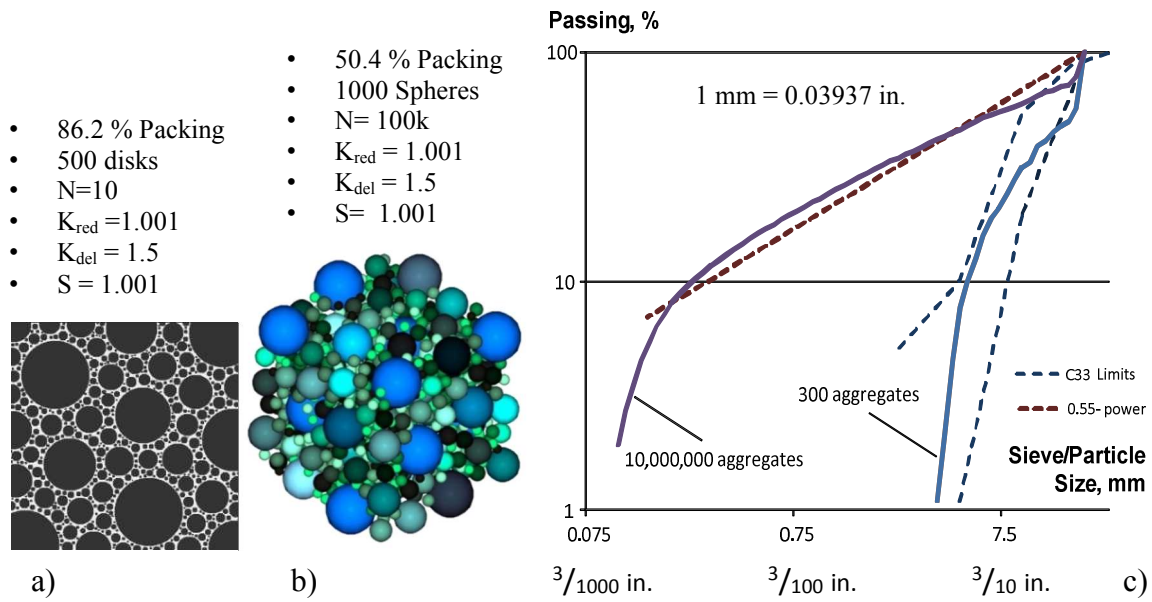 • 86.2 % Packing
• 500 disks
• N=10
• K_red =1.001
• K_del = 1.5
• S = 1.001
a)
• 50.4 % Packing
• 1000 Spheres
• N= 100k
• K_red = 1.001
• K_del = 1.5
• S= 1.001
b)
Passing, %
100
1 mm = 0.03937 in.
10
300 aggregates
10,000,000 aggregates
C33 Limits
0.55- power
Sieve/Particle
Size, mm
1
0.075 0.75 7.5
3/1000 in. 3/100 in. 3/10 in.
c)